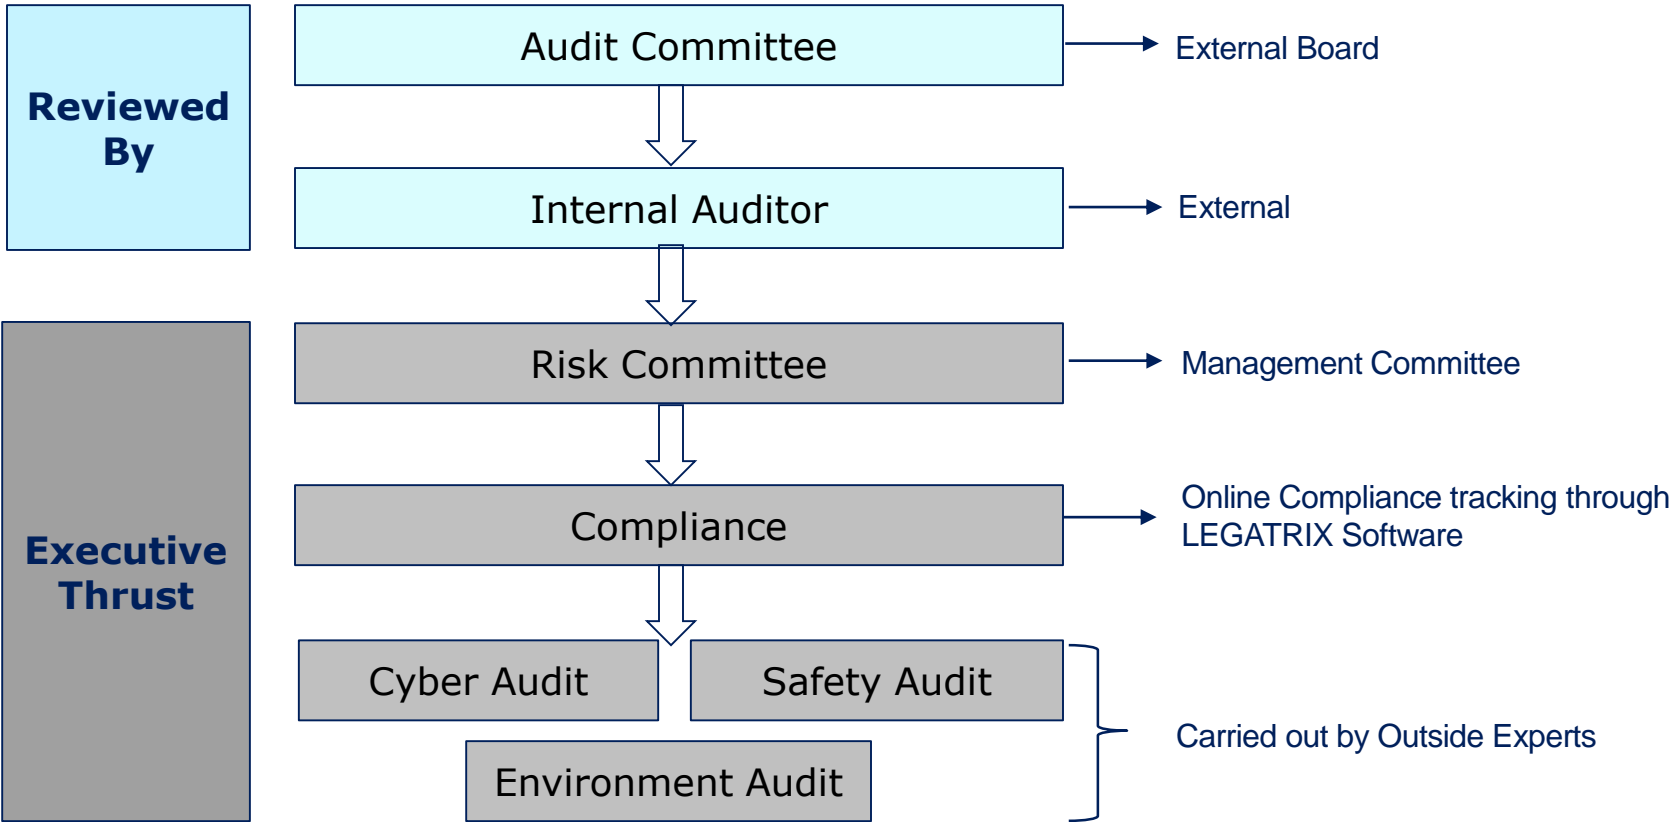 Reviewed
By
Audit Committee
External Board
Internal Auditor
External
Executive
Thrust
Risk Committee
Management Committee
Compliance
Online Compliance tracking through
LEGATRIX Software
Cyber Audit
Safety Audit
Environment Audit
Carried out by Outside Experts